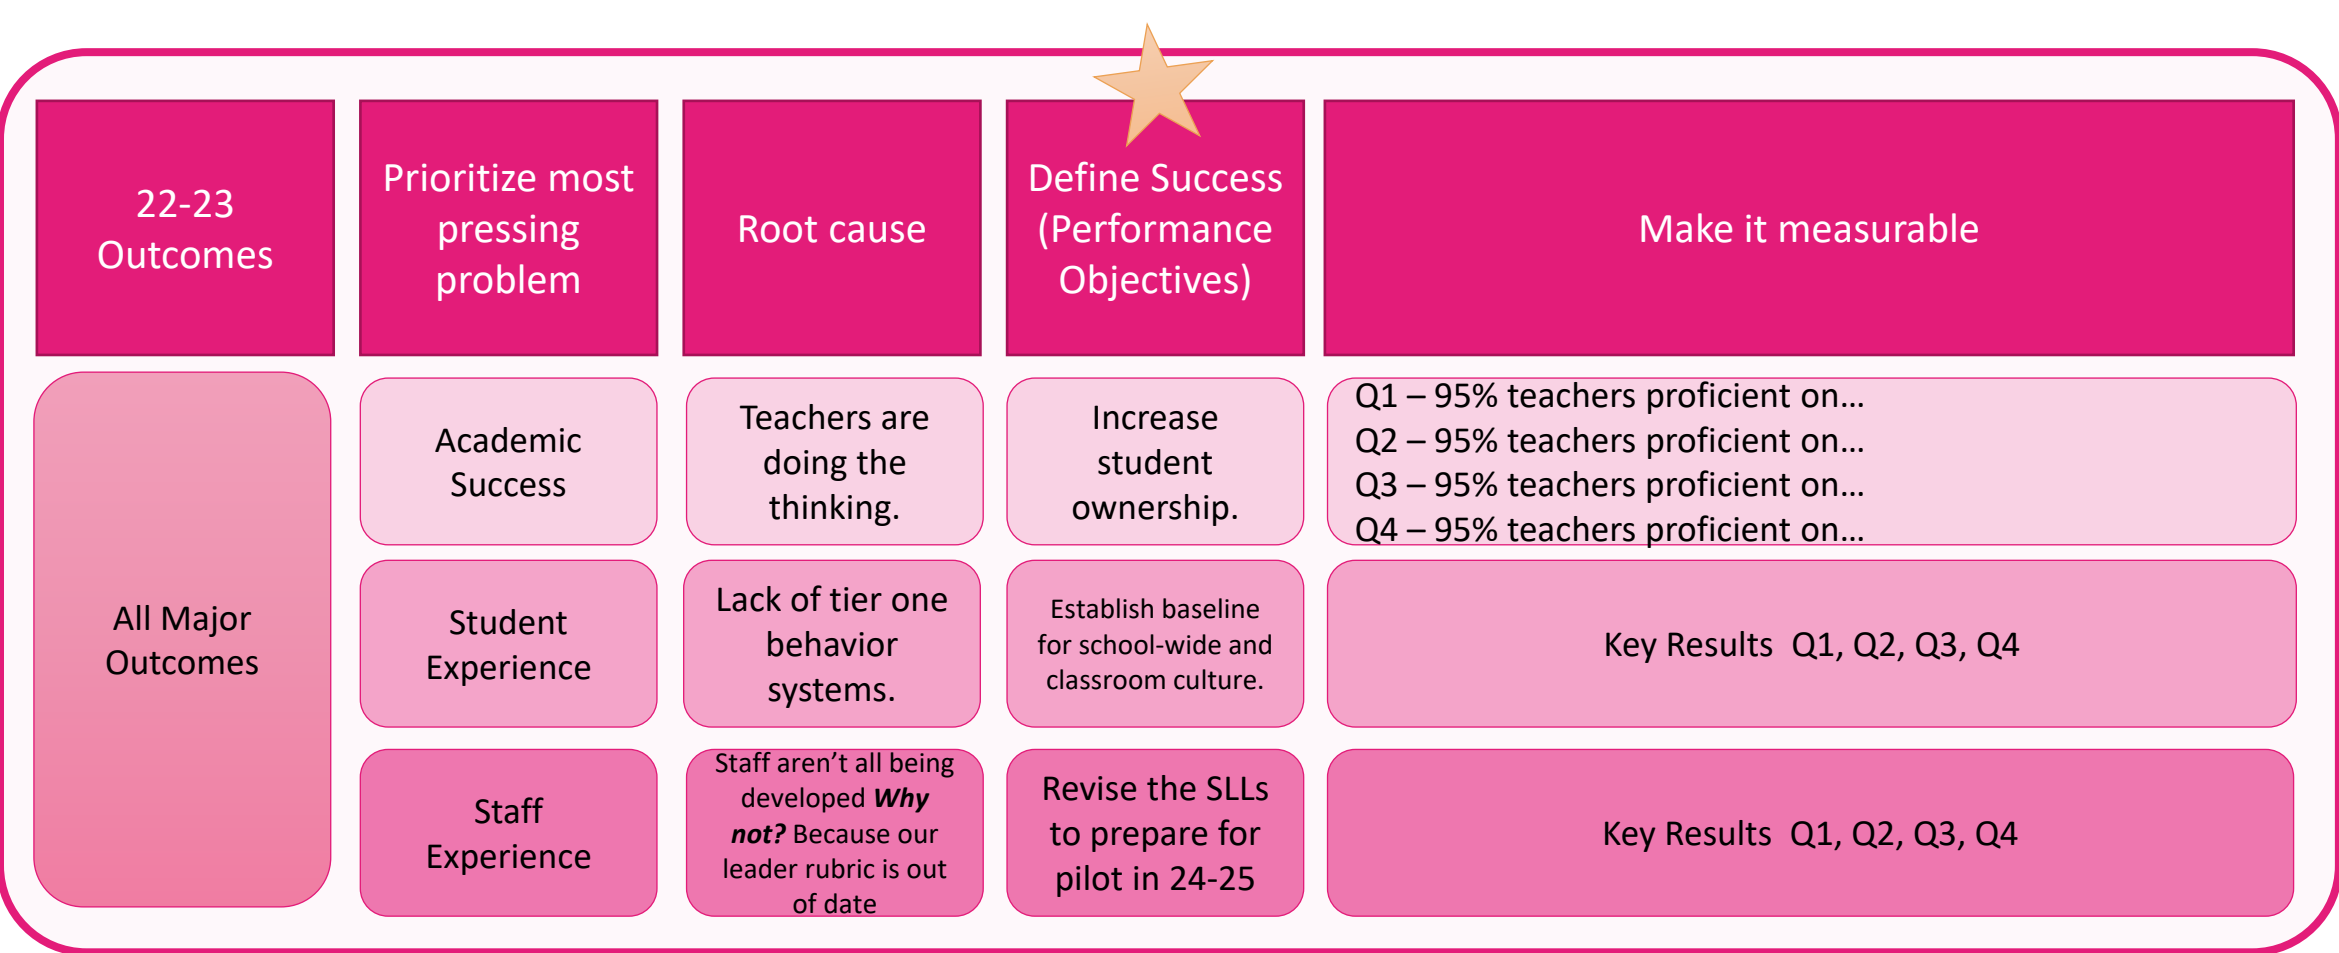 22-23
Outcomes
Prioritize most
pressing
problem
Root cause
Define Success
(Performance
Objectives)
Make it measurable
All Major
Outcomes
Academic
Success
Teachers are
doing the
thinking.
Increase
student
ownership.
Q1 – 95% teachers proficient on…
Q2 – 95% teachers proficient on…
Q3 – 95% teachers proficient on…
Q4 – 95% teachers proficient on…
Student
Experience
Lack of tier one
behavior
systems.
Establish baseline
for school-wide and
classroom culture.
Key Results  Q1, Q2, Q3, Q4
Staff
Experience
Staff aren’t all being
developed Why
not? Because our
leader rubric is out
of date
Revise the SLLs
to prepare for
pilot in 24-25
Key Results  Q1, Q2, Q3, Q4